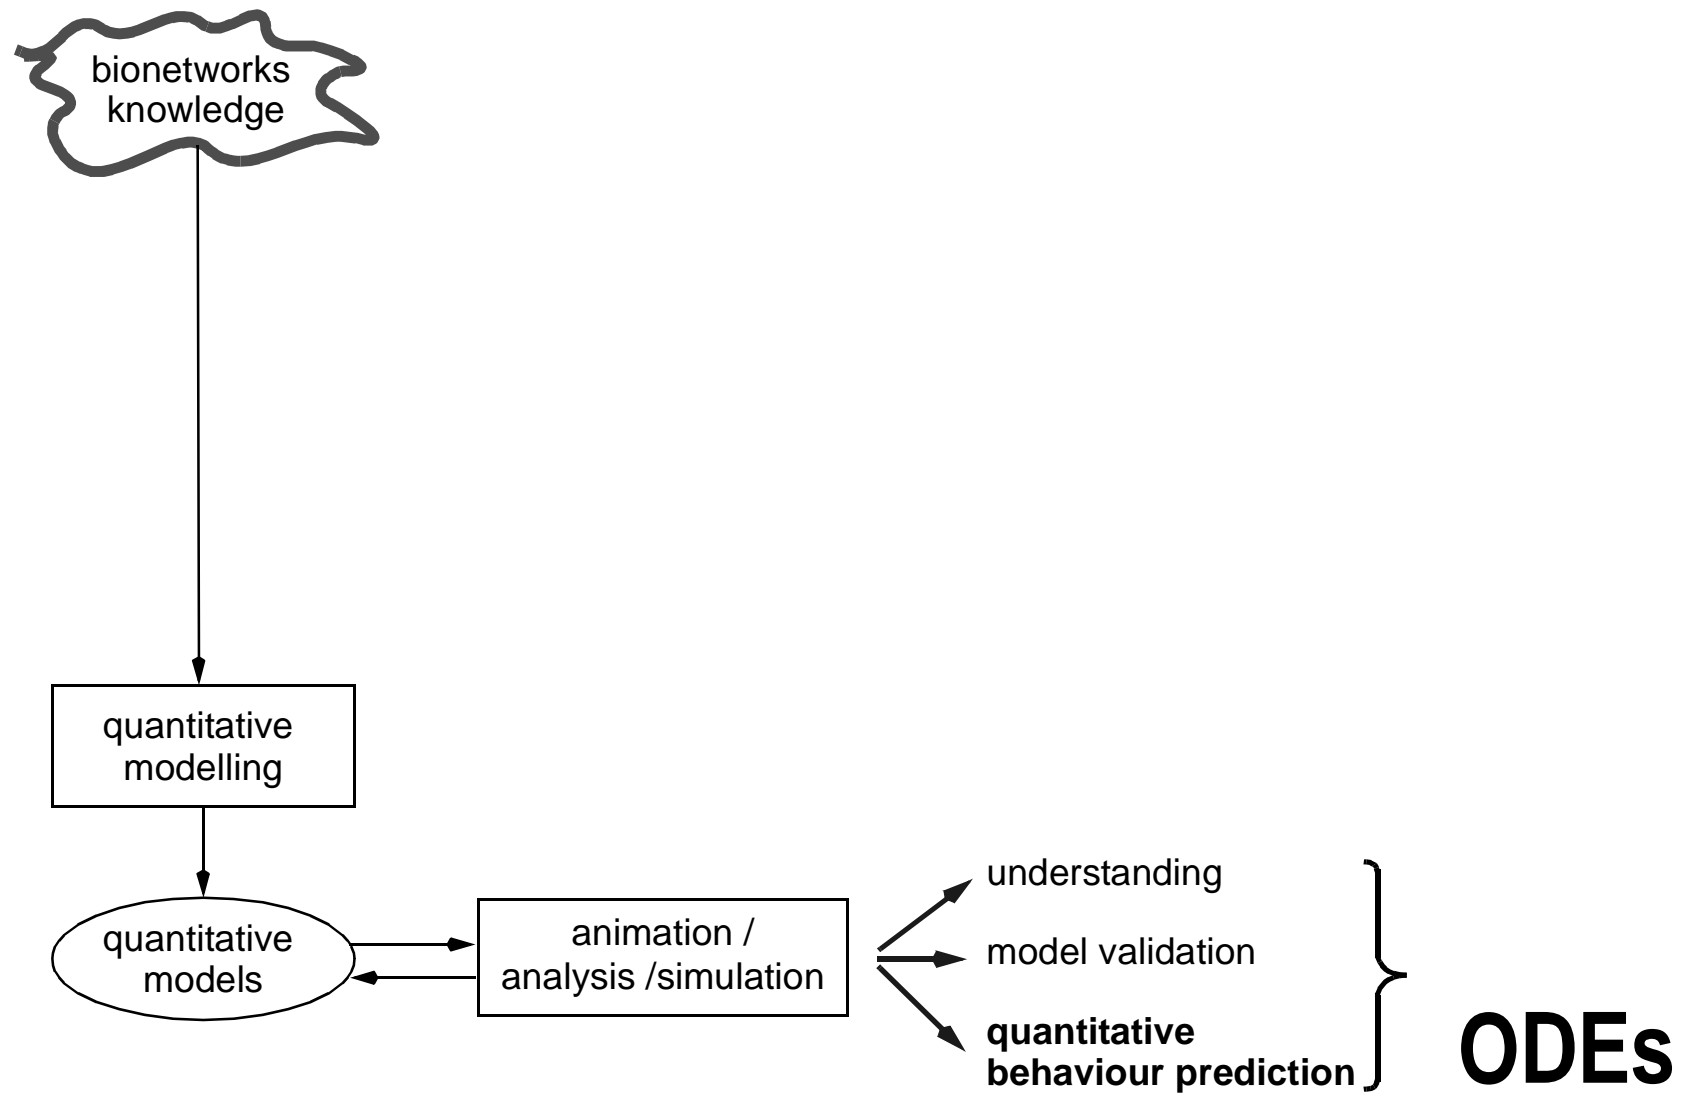 bionetworks
knowledge
quantitative
modelling
quantitative
models
animation /
analysis /simulation
understanding
model validation
quantitative
behaviour prediction
ODEs